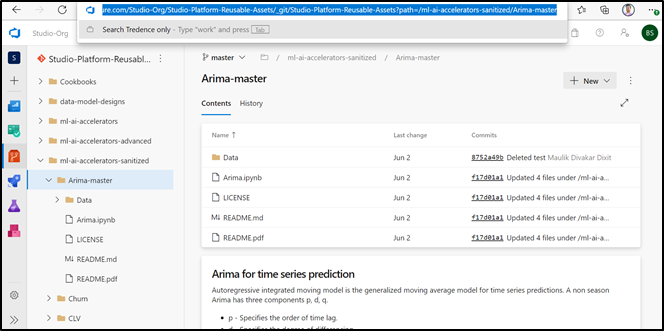 ure.com/Studio-Org/Studio-Platform-Reusable-Assets/_git/Studio-Platform-Reusable-Assets?path=/ml-ai-accelerators-sanitized/Arima-master
Search Tredence only - Type "work" and press Tab
Studio-Org
BS
S
Studio-Platform-Reusabl...
Cookbooks
data-model-designs
ml-ai-accelerators
ml-ai-accelerators-advanced
ml-ai-accelerators-sanitized
Arima-master
Data
Arima.ipynb
LICENSE
README.md
README.pdf
Churn
CLV
master
/ ml-ai-accelerators-sanitized / Arima-master
Arima-master
New
Contents History
Name Last change Commits
Data Jun 2 8752a49b Deleted test Maulik Divakar Dixit
Arima.ipynb Jun 2 f17d01a1 Updated 4 files under /ml-ai-a...
LICENSE Jun 2 f17d01a1 Updated 4 files under /ml-ai-a...
README.md Jun 2 f17d01a1 Updated 4 files under /ml-ai-a...
README.pdf Jun 2 f17d01a1 Updated 4 files under /ml-ai-a...
Arima for time series prediction
Autoregressive integrated moving model is the generalized moving average model for time series predictions. A non season
Arima has three components p, d, q.
• p - Specifies the order of time lag.